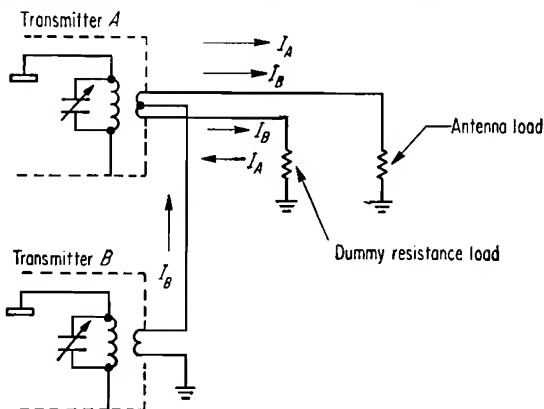 Transmitter A
I_A
I_B
Antenna load
I_B
I_A
Dummy resistance load
I_B
Transmitter B